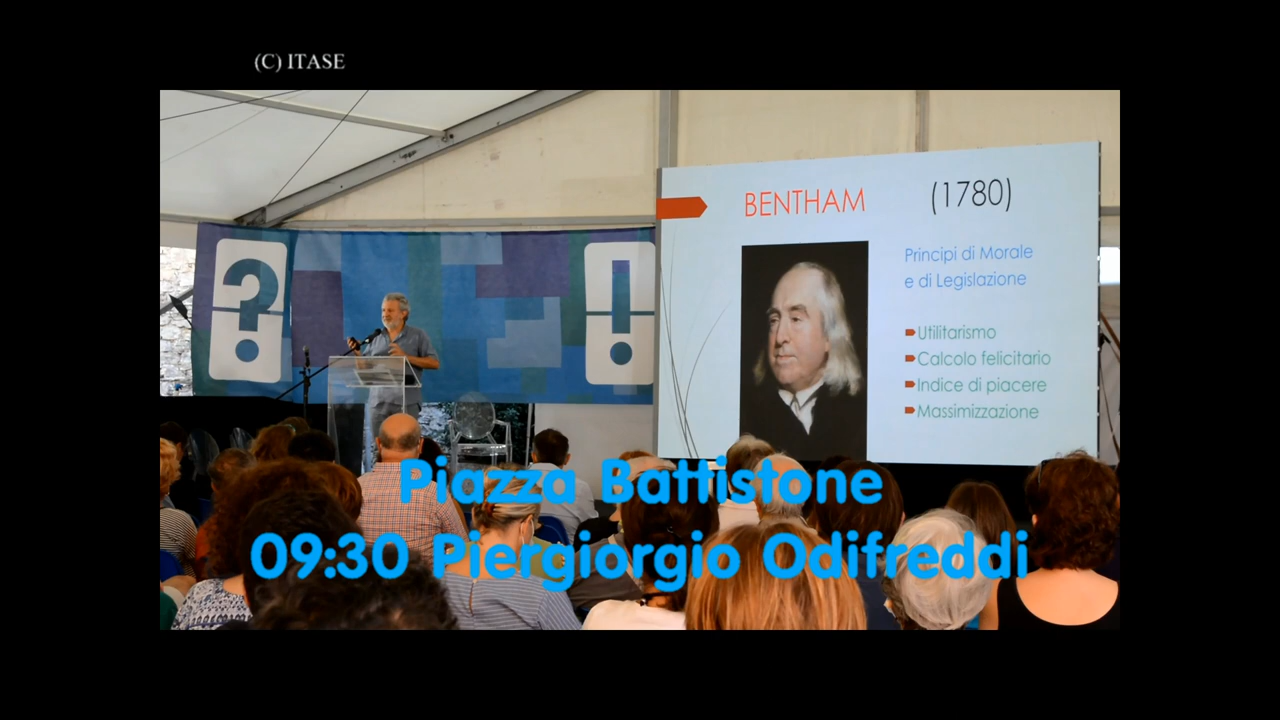 (C) ITASE
BENTHAM (1780)
Principi di Morale
e di Legislazione
Utilitarismo
Calcolo felicitario
Indice di piacere
Massimizzazione
? !
Piazza Battistone
09:30 Piergiorgio Odifreddi